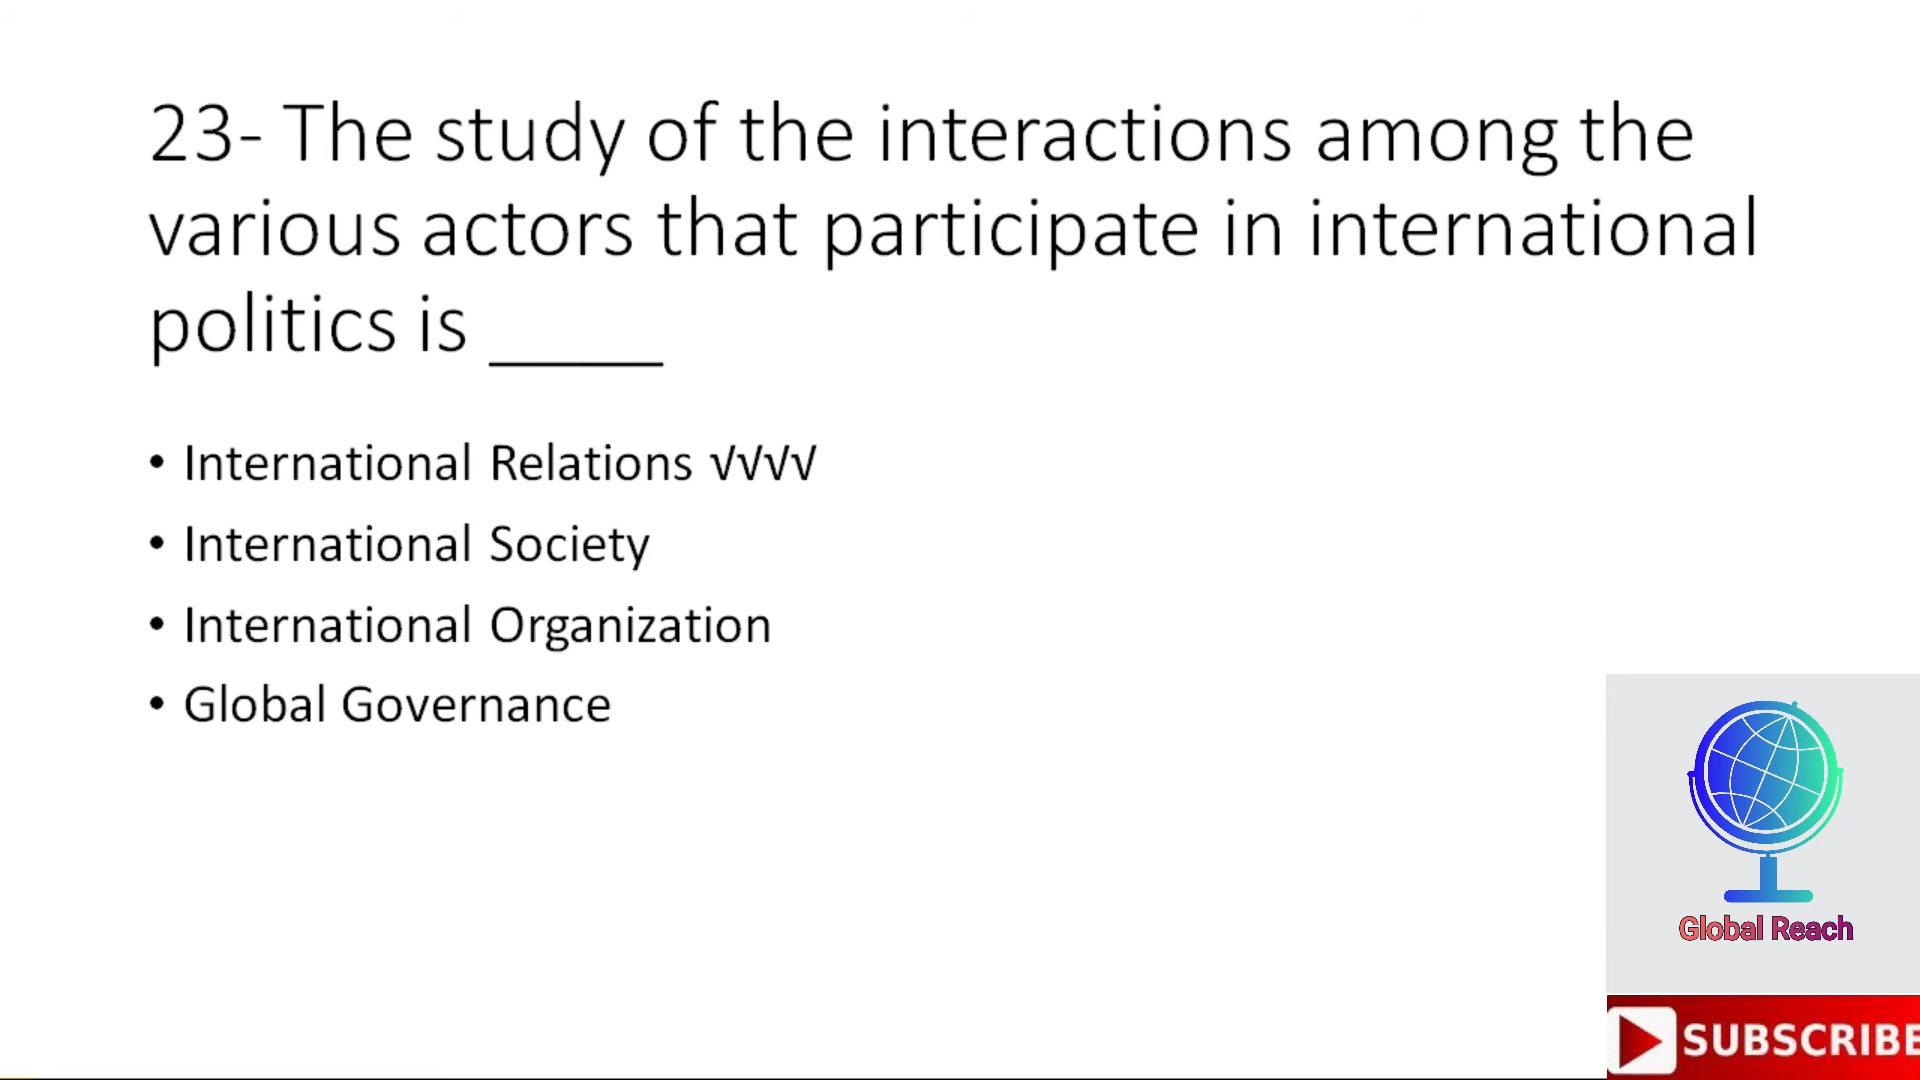 23- The study of the interactions among the
various actors that participate in international
politics is _____
• International Relations √√√√
• International Society
• International Organization
• Global Governance
Global Reach
SUBSCRIBE